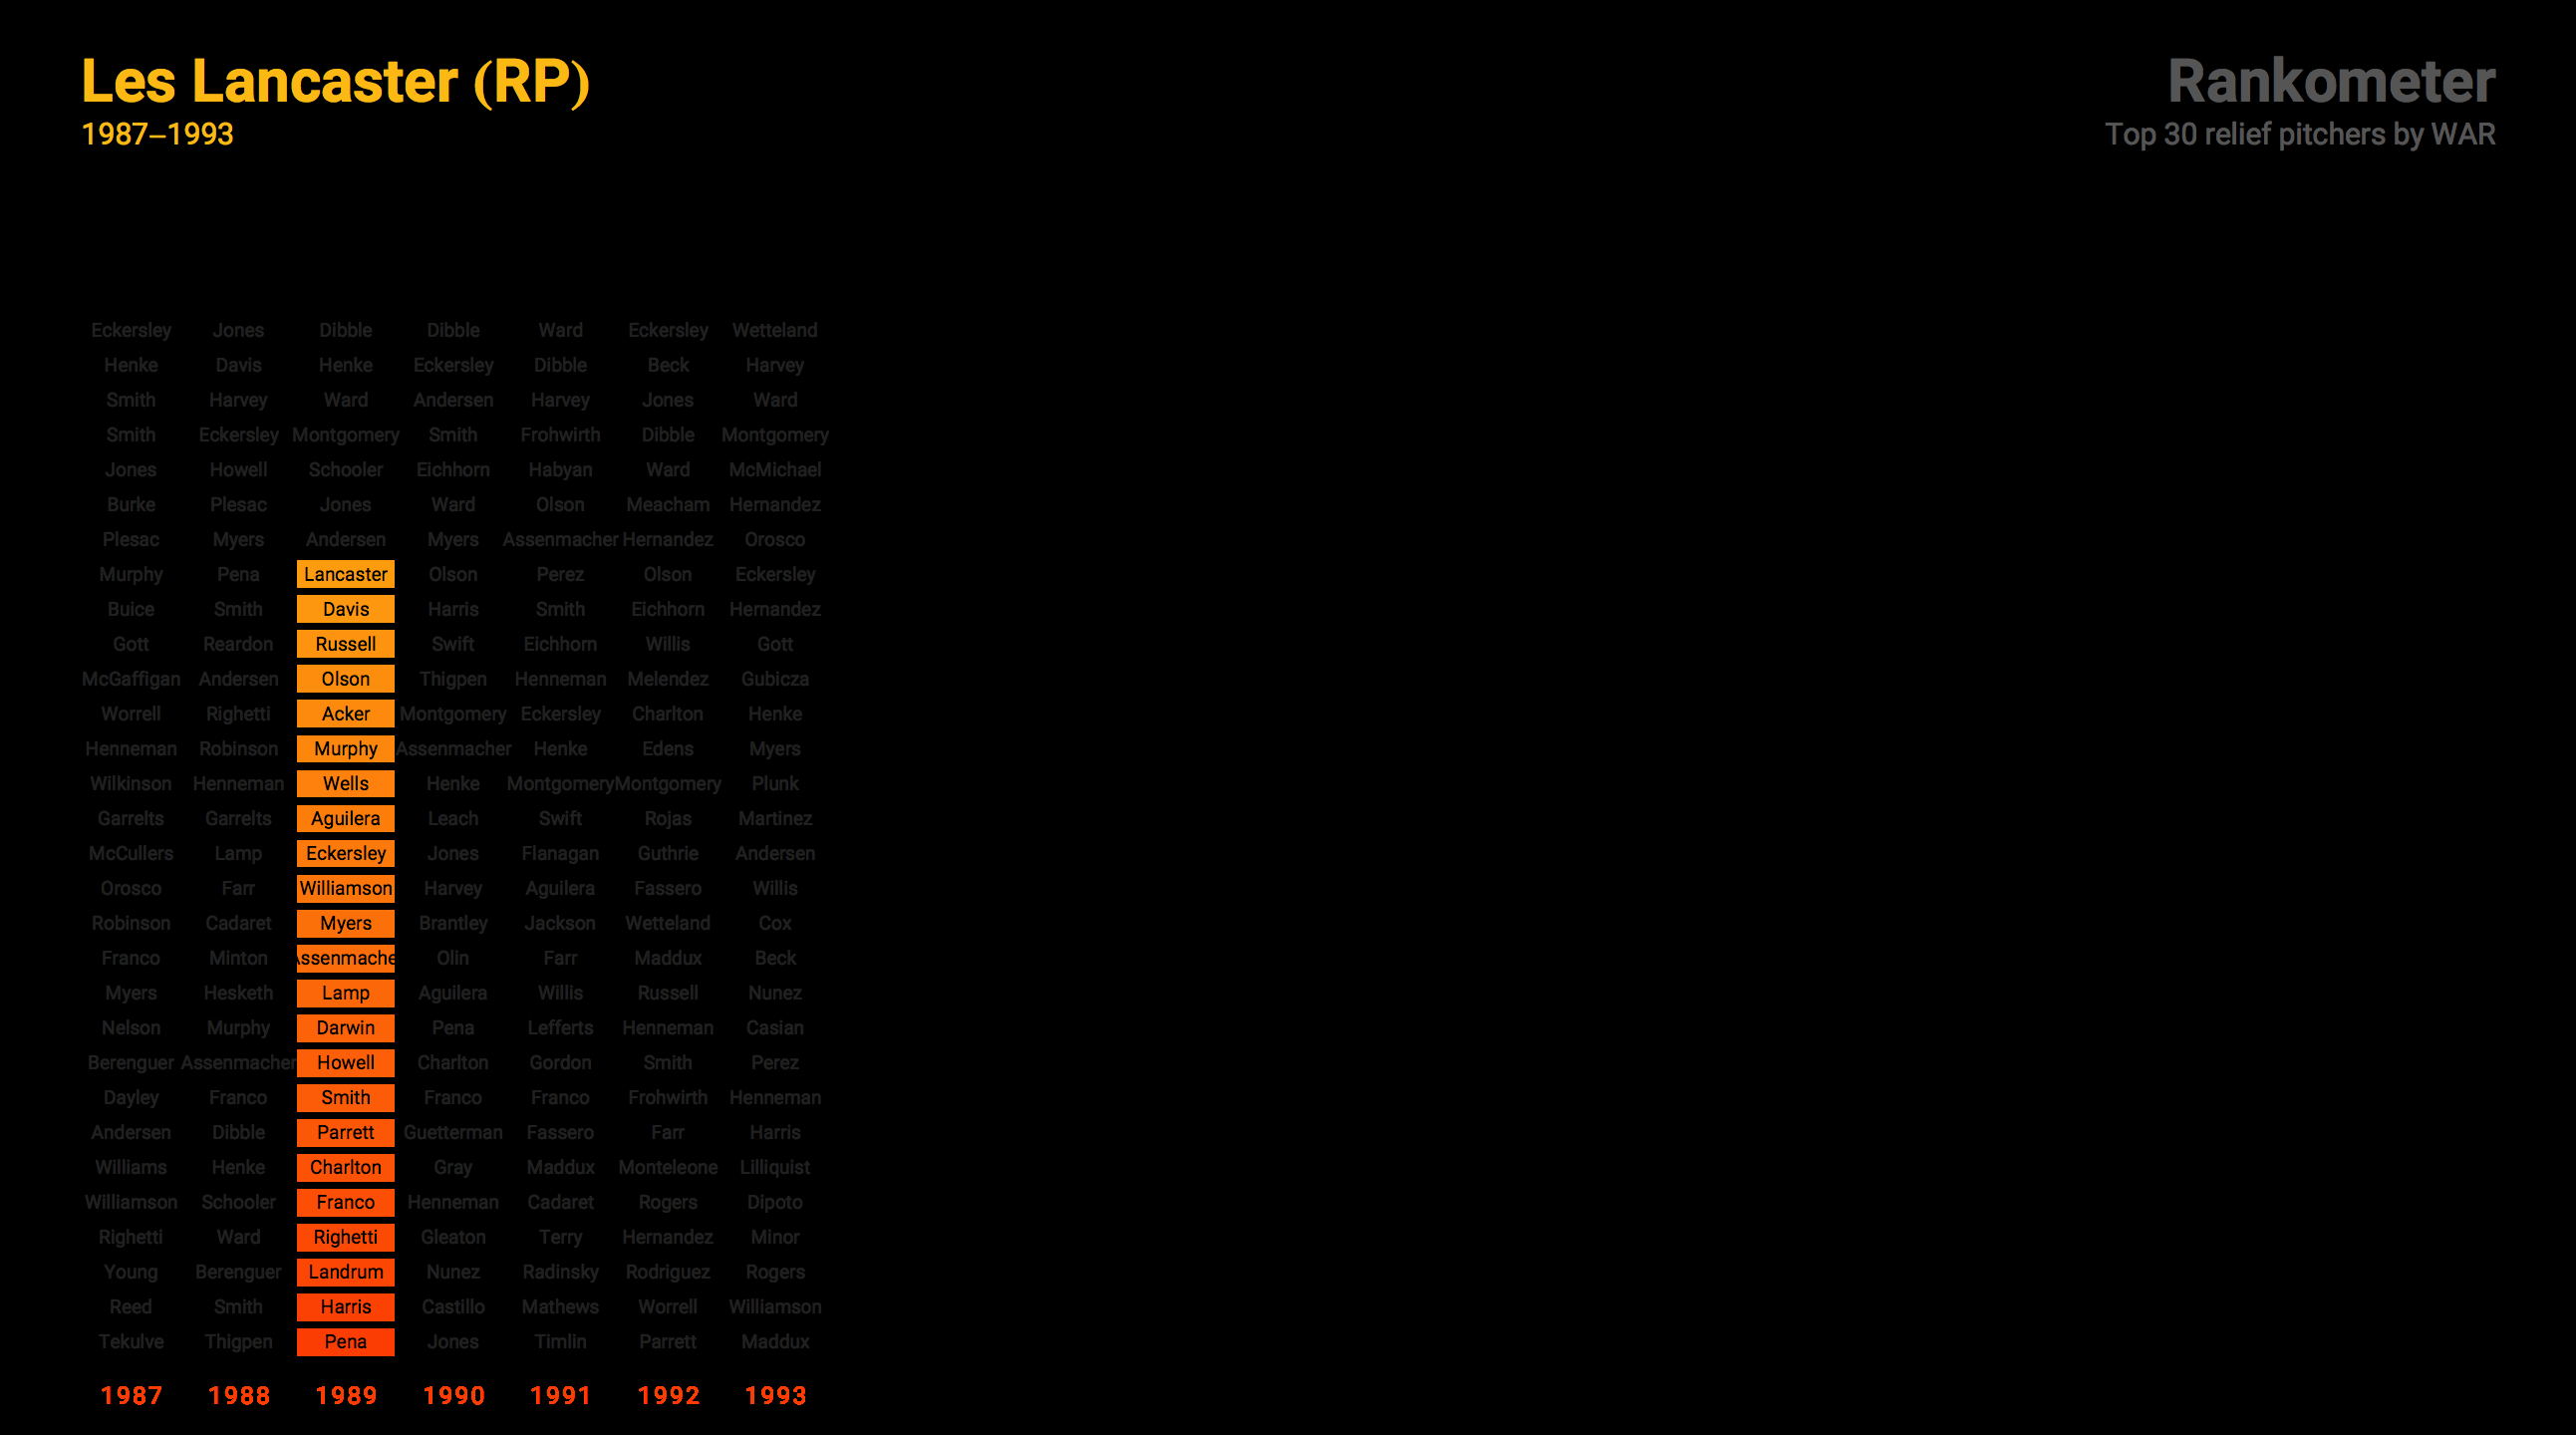 Les Lancaster (RP)
1987–1993
Rankometer
Top 30 relief pitchers by WAR
Eckersley Jones Dibble Dibble Ward Eckersley Wetteland
Henke Davis Henke Eckersley Dibble Beck Harvey
Smith Harvey Ward Andersen Harvey Jones Ward
Smith Eckersley Montgomery Smith Frohwirth Dibble Montgomery
Jones Howell Schooler Eichhorn Habyan Ward McMichael
Burke Plesac Jones Ward Olson Meacham Hernandez
Plesac Myers Andersen Myers Assenmacher Hernandez Orosco
Murphy Pena Lancaster Olson Perez Olson Eckersley
Buice Smith Davis Harris Smith Eichhorn Hernandez
Gott Reardon Russell Swift Eichhorn Willis Gott
McGaffigan Andersen Olson Thigpen Henneman Melendez Gubicza
Worrell Righetti Acker Montgomery Eckersley Charlton Henke
Henneman Robinson Murphy Assenmacher Henke Edens Myers
Wilkinson Henneman Wells Henke Montgomery Montgomery Plunk
Garrelts Garrelts Aguilera Leach Swift Rojas Martinez
McCullers Lamp Eckersley Jones Flanagan Guthrie Andersen
Orosco Farr Williamson Harvey Aguilera Fassero Willis
Robinson Cadaret Myers Brantley Jackson Wetteland Cox
Franco Minton Assenmache Olin Farr Maddux Beck
Myers Hesketh Lamp Aguilera Willis Russell Nunez
Nelson Murphy Darwin Pena Lefferts Henneman Casian
Berenguer Assenmacher Howell Charlton Gordon Smith Perez
Dayley Franco Smith Franco Franco Frohwirth Henneman
Andersen Dibble Parrett Guetterman Fassero Farr Harris
Williams Henke Charlton Gray Maddux Monteleone Lilliquist
Williamson Schooler Franco Henneman Cadaret Rogers Dipoto
Righetti Ward Righetti Gleaton Terry Hernandez Minor
Young Berenguer Landrum Nunez Radinsky Rodriguez Rogers
Reed Smith Harris Castillo Mathews Worrell Williamson
Tekulve Thigpen Pena Jones Timlin Parrett Maddux
1987 1988 1989 1990 1991 1992 1993